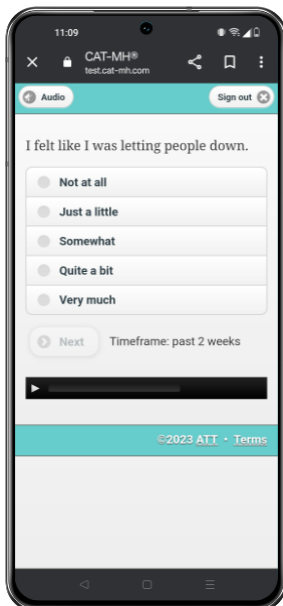 11:09
CAT-MH®
test.cat-mh.com
Audio
Sign out
I felt like I was letting people down.
Not at all
Just a little
Somewhat
Quite a bit
Very much
Next
Timeframe: past 2 weeks
©2023 ATT • Terms